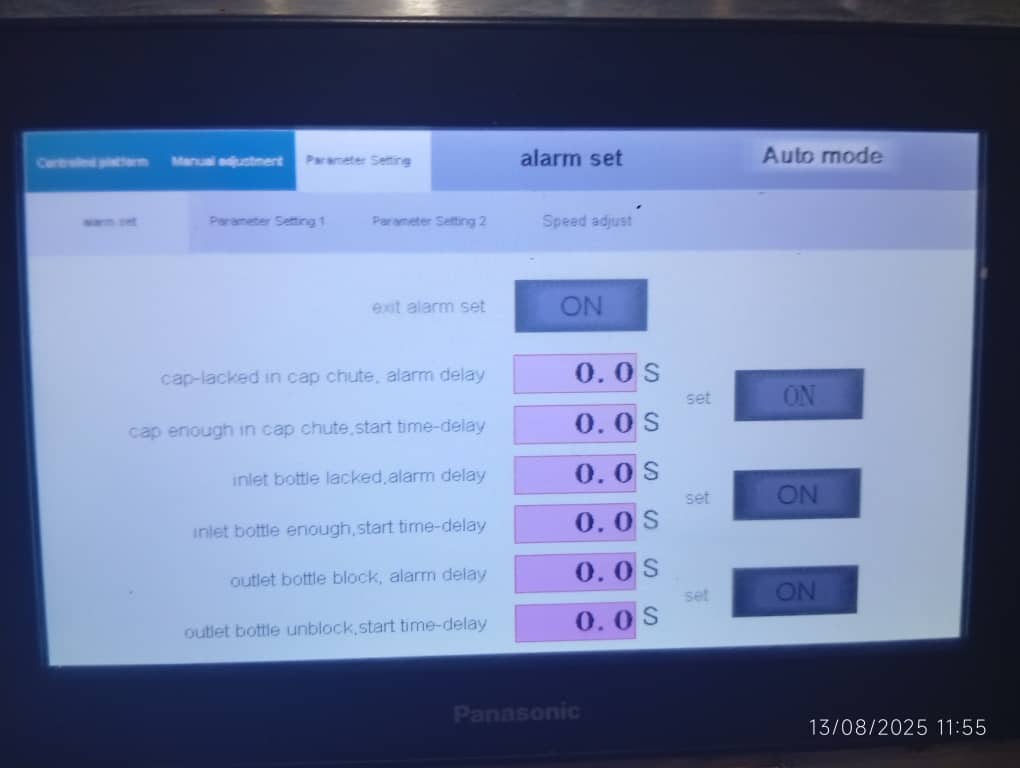 Controlled platform Manual adjustment Parameter Setting alarm set Auto mode
alarm set Parameter Setting 1 Parameter Setting 2 Speed adjust
exit alarm set ON
cap-lacked in cap chute, alarm delay 0.0 S
set ON
cap enough in cap chute,start time-delay 0.0 S
inlet bottle lacked,alarm delay 0.0 S
set ON
inlet bottle enough,start time-delay 0.0 S
outlet bottle block, alarm delay 0.0 S
set ON
outlet bottle unblock,start time-delay 0.0 S
Panasonic
13/08/2025 11:55